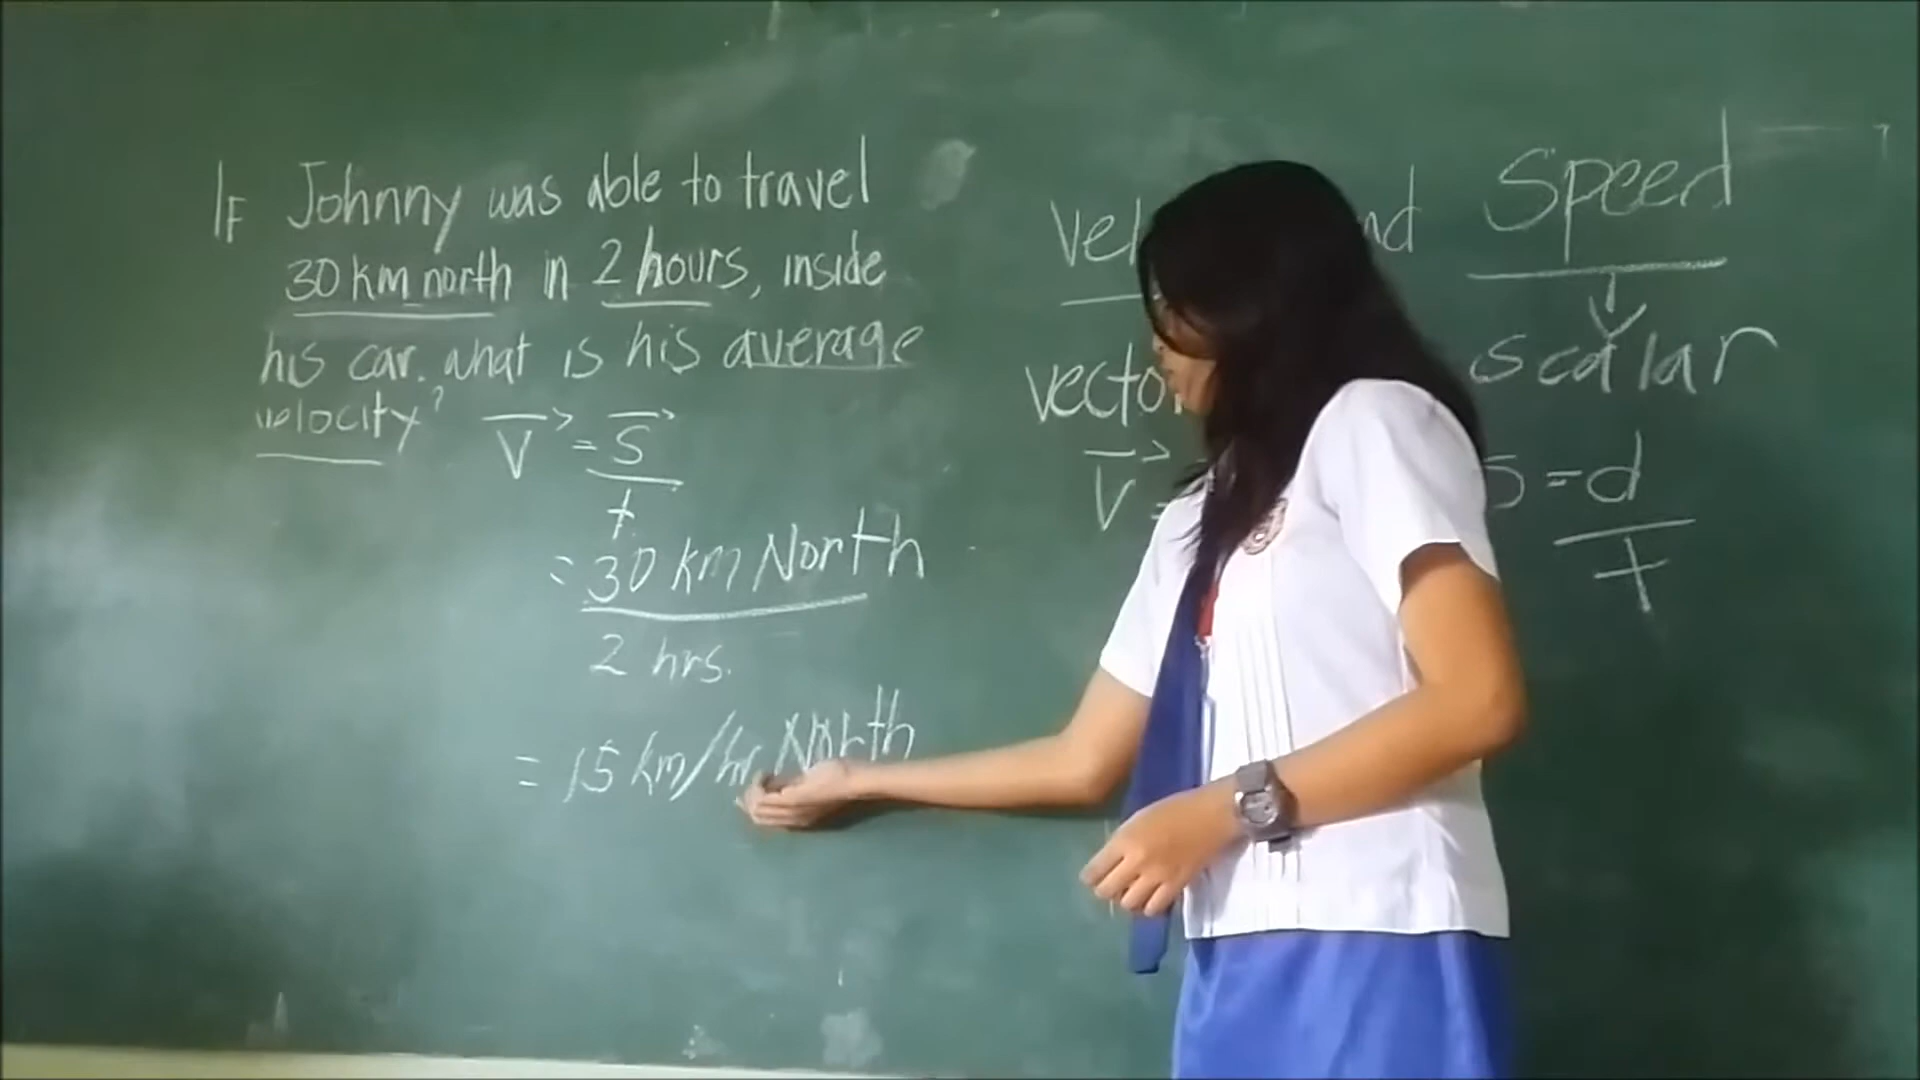 IF Johnny was able to travel
30 km north in 2 hours, inside
his car. what is his average
velocity?
V = S
t
= 30 km North
2 hrs.
= 15 km/hr North
Speed
scalar
V =
S = d
t